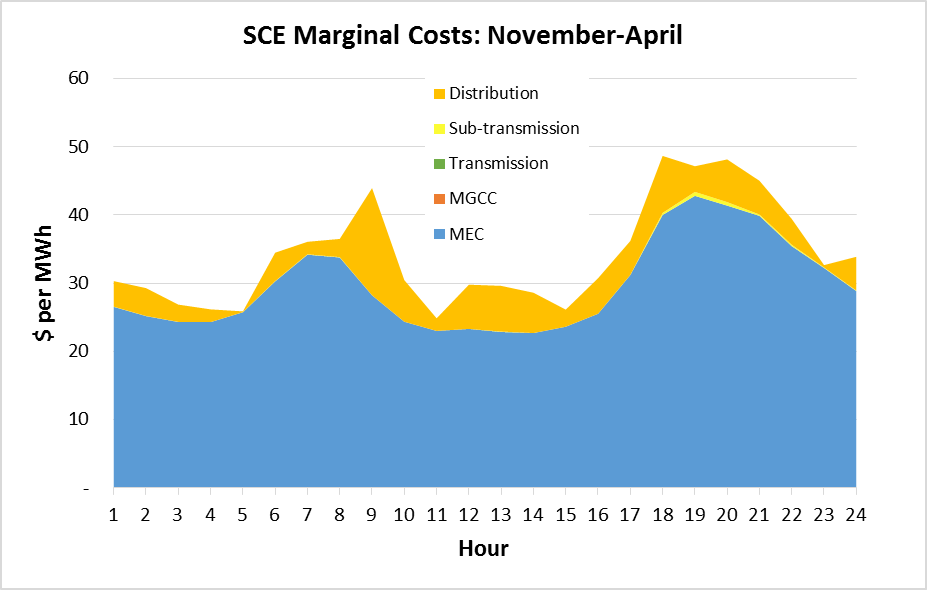 SCE Marginal Costs: November-April
60
50
40
30
20
10
-
$ per MWh
Distribution
Sub-transmission
Transmission
MGCC
MEC
1 2 3 4 5 6 7 8 9 10 11 12 13 14 15 16 17 18 19 20 21 22 23 24
Hour